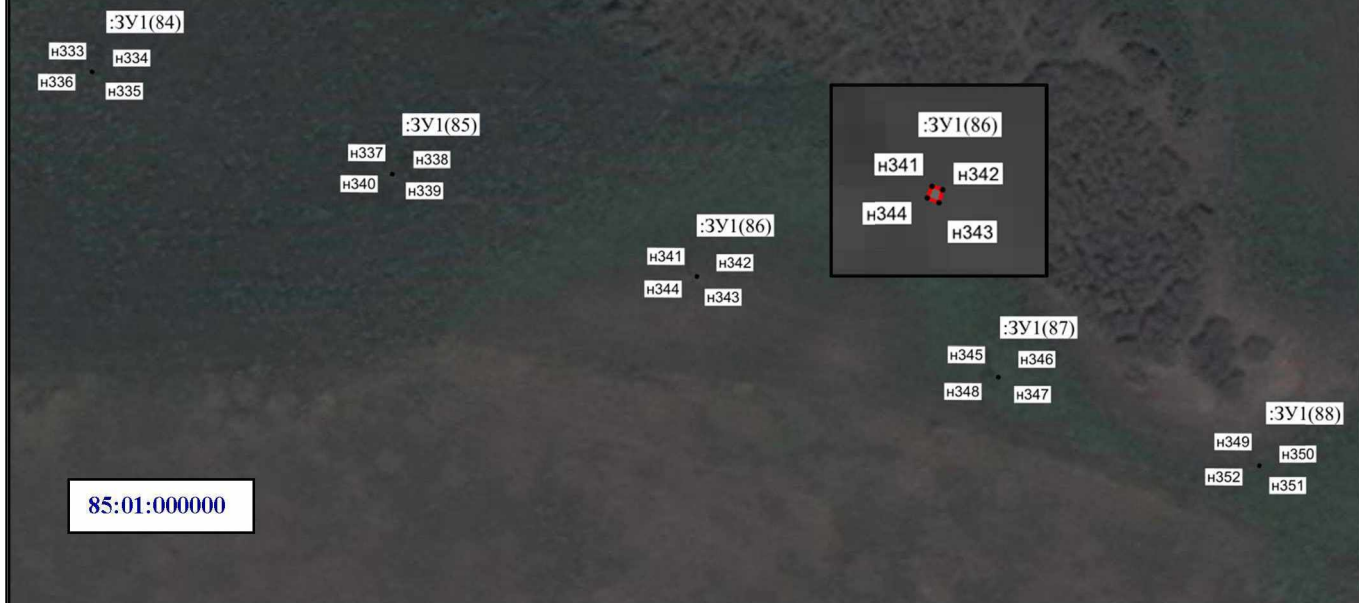 :ЗУ1(84)
н333
н334
н336
н335
:ЗУ1(85)
н337
н338
н340
н339
:ЗУ1(86)
н341
н342
н344
н343
:ЗУ1(86)
н341
н342
н344
н343
:ЗУ1(87)
н345
н346
н348
н347
:ЗУ1(88)
н349
н350
н352
н351
85:01:000000